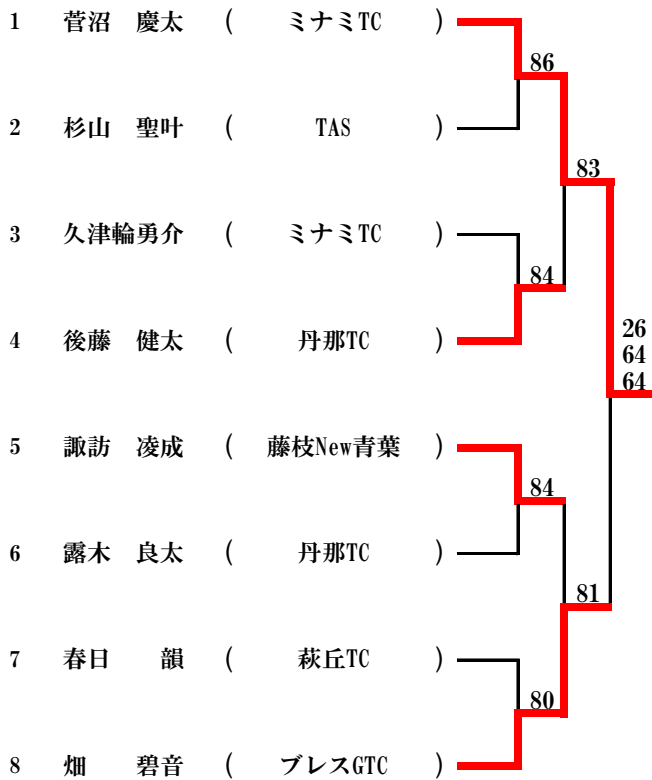 1 菅沼 慶太 ( ミナミTC )
86
2 杉山 聖叶 ( TAS )
83
3 久津輪勇介 ( ミナミTC )
84
4 後藤 健太 ( 丹那TC )
26
64
64
5 諏訪 凌成 ( 藤枝New青葉 )
84
6 露木 良太 ( 丹那TC )
81
7 春日 韻 ( 萩丘TC )
80
8 畑 碧音 ( ブレスGTC )